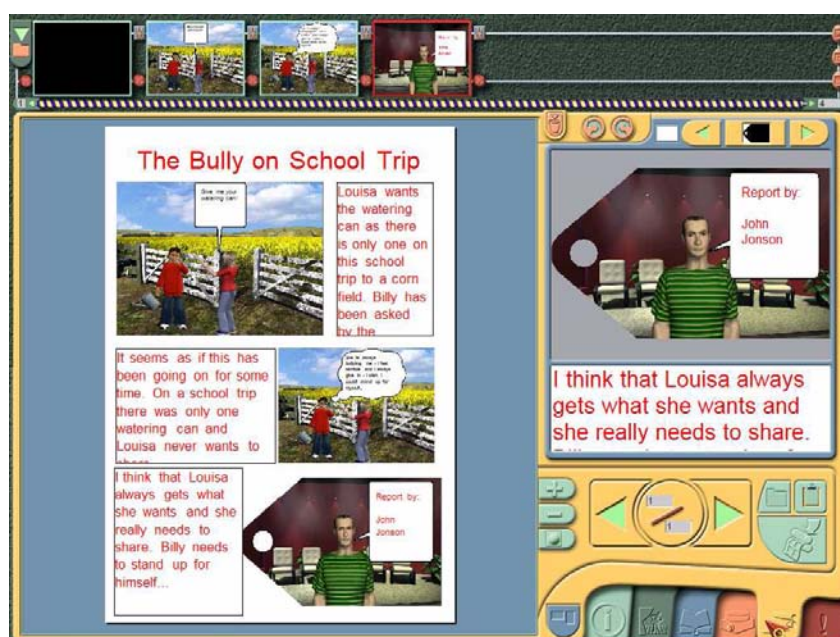 The Bully on School Trip
Give me your
watering can!
Louisa wants
the watering
can as there
is only one on
this school
trip to a corn
field. Billy has
been asked
by the
It seems as if this has
been going on for some
time. On a school trip
there was only one
watering can and
Louisa never wants to
I think that Louisa
always gets what
she wants and she
really needs to
share. Billy needs
to stand up for
himself...
Report by:
John
Jonson
Report by:
John
Jonson
I think that Louisa always
gets what she wants and
she really needs to share.